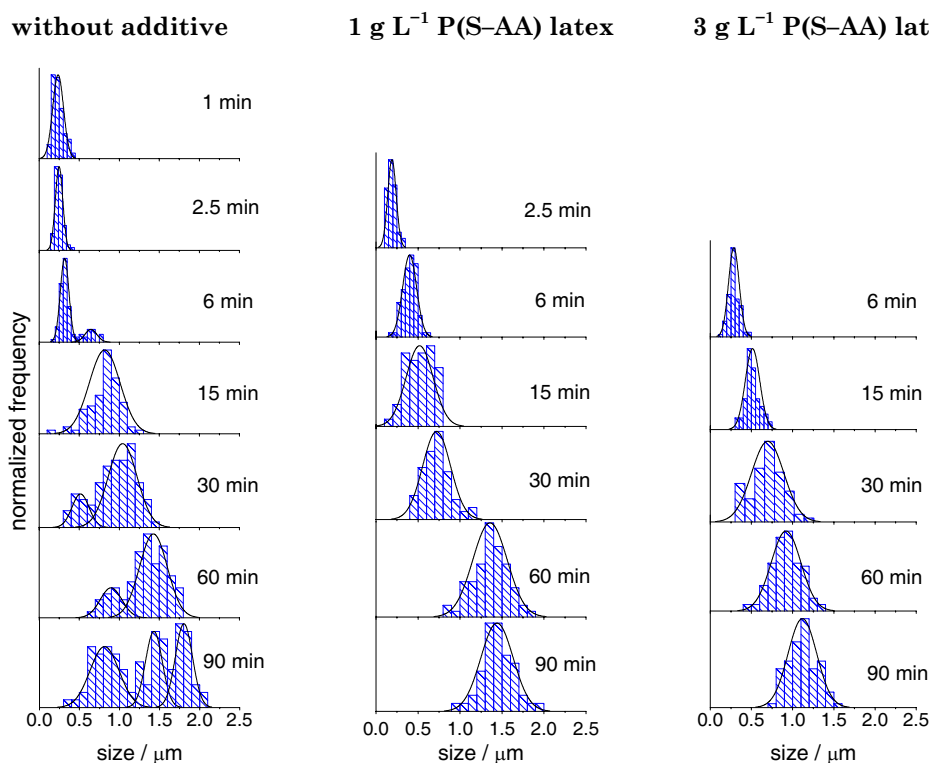 without additive
1 g L⁻¹ P(S–AA) latex
3 g L⁻¹ P(S–AA) lat
normalized frequency
1 min
2.5 min
6 min
15 min
30 min
60 min
90 min
0.0 0.5 1.0 1.5 2.0 2.5
size / μm
2.5 min
6 min
15 min
30 min
60 min
90 min
0.0 0.5 1.0 1.5 2.0 2.5
size / μm
6 min
15 min
30 min
60 min
90 min
0.0 0.5 1.0 1.5 2.0 2.5
size / μm